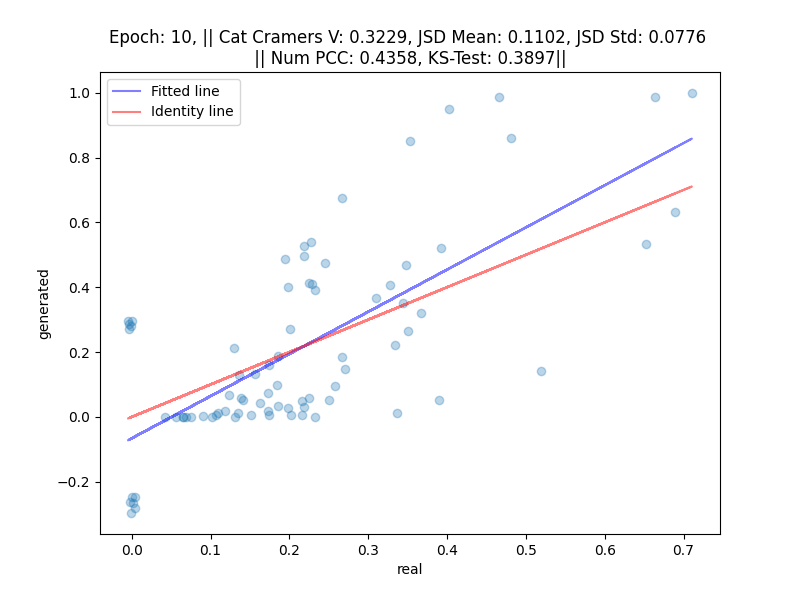 Epoch: 10, || Cat Cramers V: 0.3229, JSD Mean: 0.1102, JSD Std: 0.0776
|| Num PCC: 0.4358, KS-Test: 0.3897||
Fitted line
Identity line
1.0
0.8
0.6
0.4
0.2
0.0
−0.2
generated
0.0 0.1 0.2 0.3 0.4 0.5 0.6 0.7
real